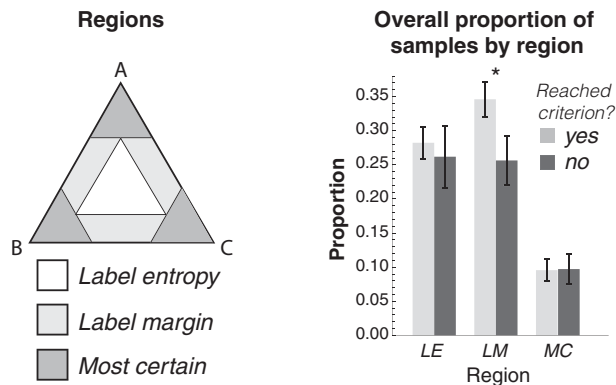 Regions
A
B
C
Label entropy
Label margin
Most certain
Overall proportion of
samples by region
*
Reached
criterion?
yes
no
Proportion
0.35
0.30
0.25
0.20
0.15
0.10
0.05
0.00
LE
LM
MC
Region